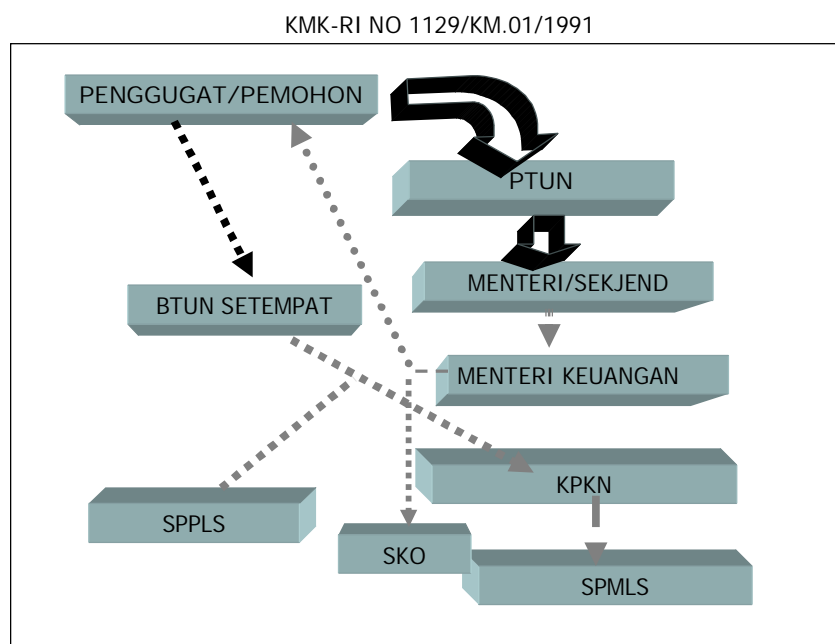 KMK-RI NO 1129/KM.01/1991
PENGGUGAT/PEMOHON
PTUN
MENTERI/SEKJEND
BTUN SETEMPAT
MENTERI KEUANGAN
KPKN
SPPLS
SKO
SPMLS